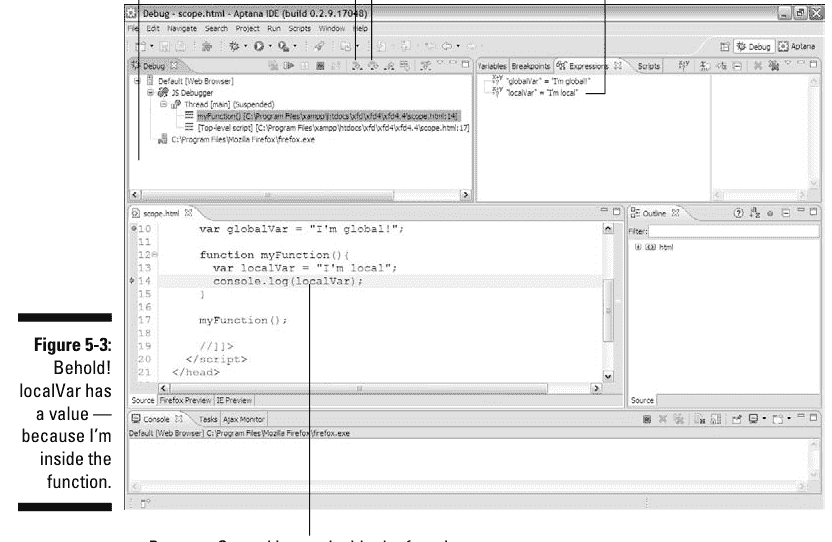 Debug - scope.html - Aptana IDE (build 0.2.9.17048)
File Edit Navigate Search Project Run Scripts Window Help
Debug Aptana
Debug
Variables Breakpoints Expressions Scripts
Default [Web Browser]
JS Debugger
Thread [main] (Suspended)
myFunction() [C:\Program Files\xampp\htdocs\xfd\xfd4\xfd4.4\scope.html:14]
[Top-level script] [C:\Program Files\xampp\htdocs\xfd\xfd4\xfd4.4\scope.html:17]
C:\Program Files\Mozilla Firefox\firefox.exe
"globalVar" = "I'm global!"
"localVar" = "I'm local"
scope.html
10 var globalVar = "I'm global!";
11
12 function myFunction(){
13 var localVar = "I'm local";
14 console.log(localVar);
15 }
16
17 myFunction();
18
19 //]]>
20 </script>
21 </head>
Source Firefox Preview IE Preview
Outline
Filter:
html
Source
Console Tasks Ajax Monitor
Default [Web Browser] C:\Program Files\Mozilla Firefox\firefox.exe
Figure 5-3:
Behold!
localVar has
a value —
because I'm
inside the
function.